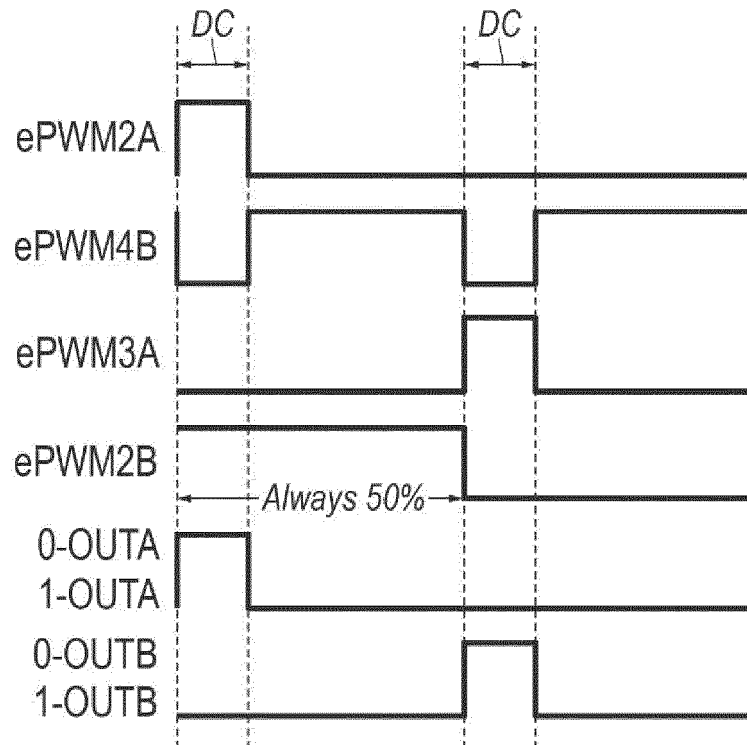 DC
DC
ePWM2A
ePWM4B
ePWM3A
ePWM2B
Always 50%
0-OUTA
1-OUTA
0-OUTB
1-OUTB